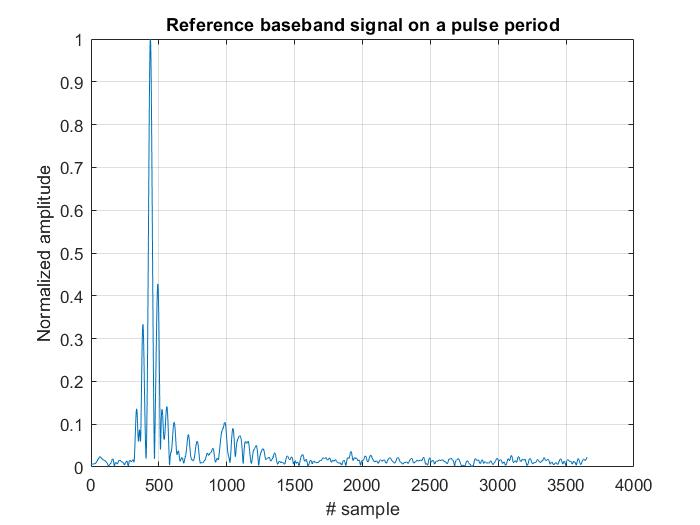 Reference baseband signal on a pulse period
1
0.9
0.8
0.7
0.6
0.5
0.4
0.3
0.2
0.1
0
Normalized amplitude
0 500 1000 1500 2000 2500 3000 3500 4000
# sample